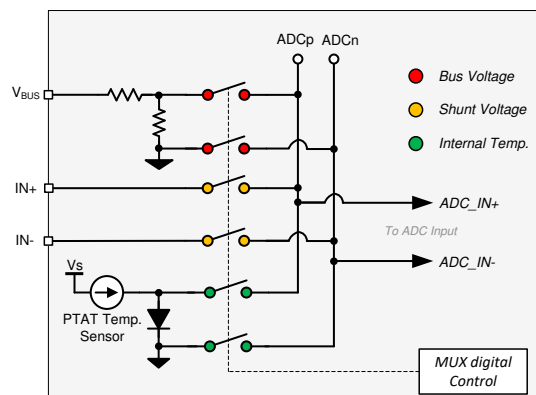 ADCp ADCn
VBUS
Bus Voltage
Shunt Voltage
Internal Temp.
IN+
ADC_IN+
To ADC Input
IN-
ADC_IN-
Vs
PTAT Temp.
Sensor
MUX digital
Control